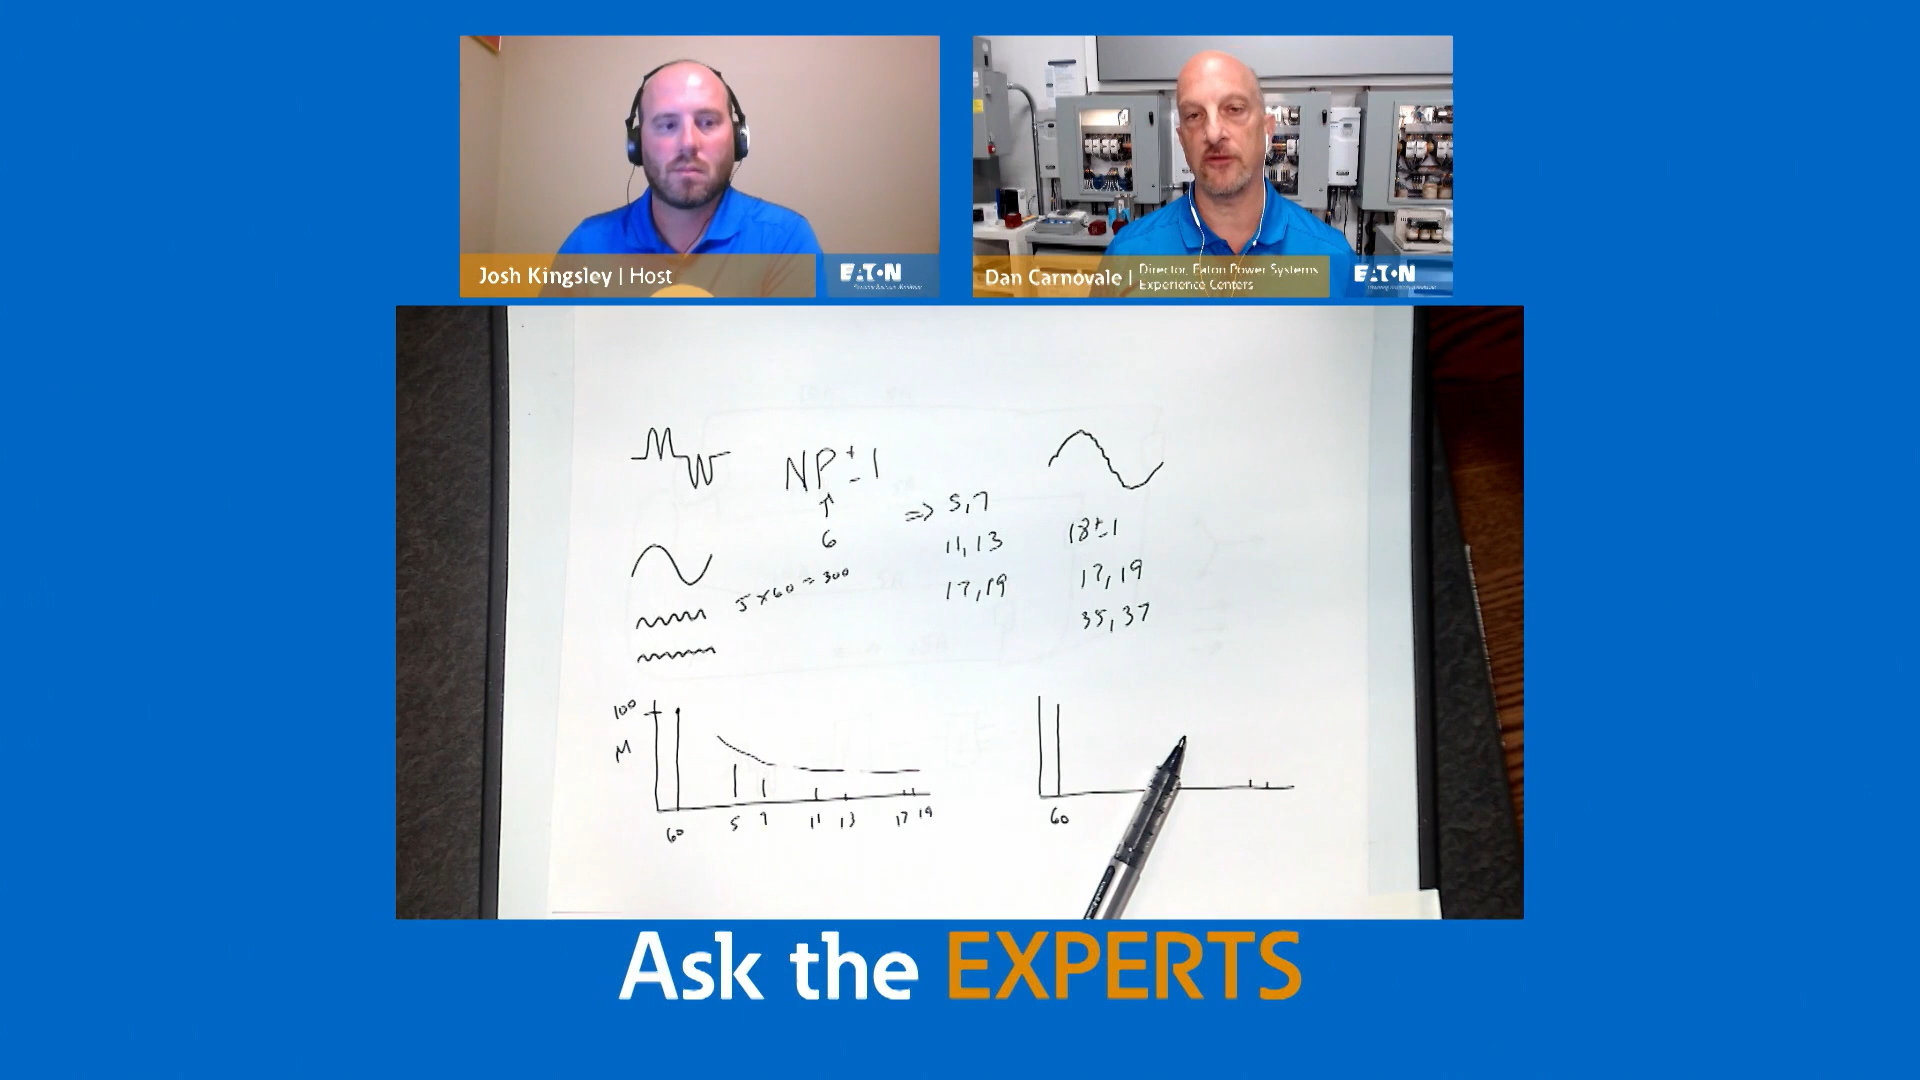 Josh Kingsley | Host
EATON
Dan Carnovale | Director, Eaton Power Systems
Experience Centers
EATON
NP ± 1
↑
6
⇒ 5,7
11,13
17,19
18±1
17,19
35,37
5 x 60 = 300
100
M
60 5 7 11 13 17 19
60
Ask the EXPERTS